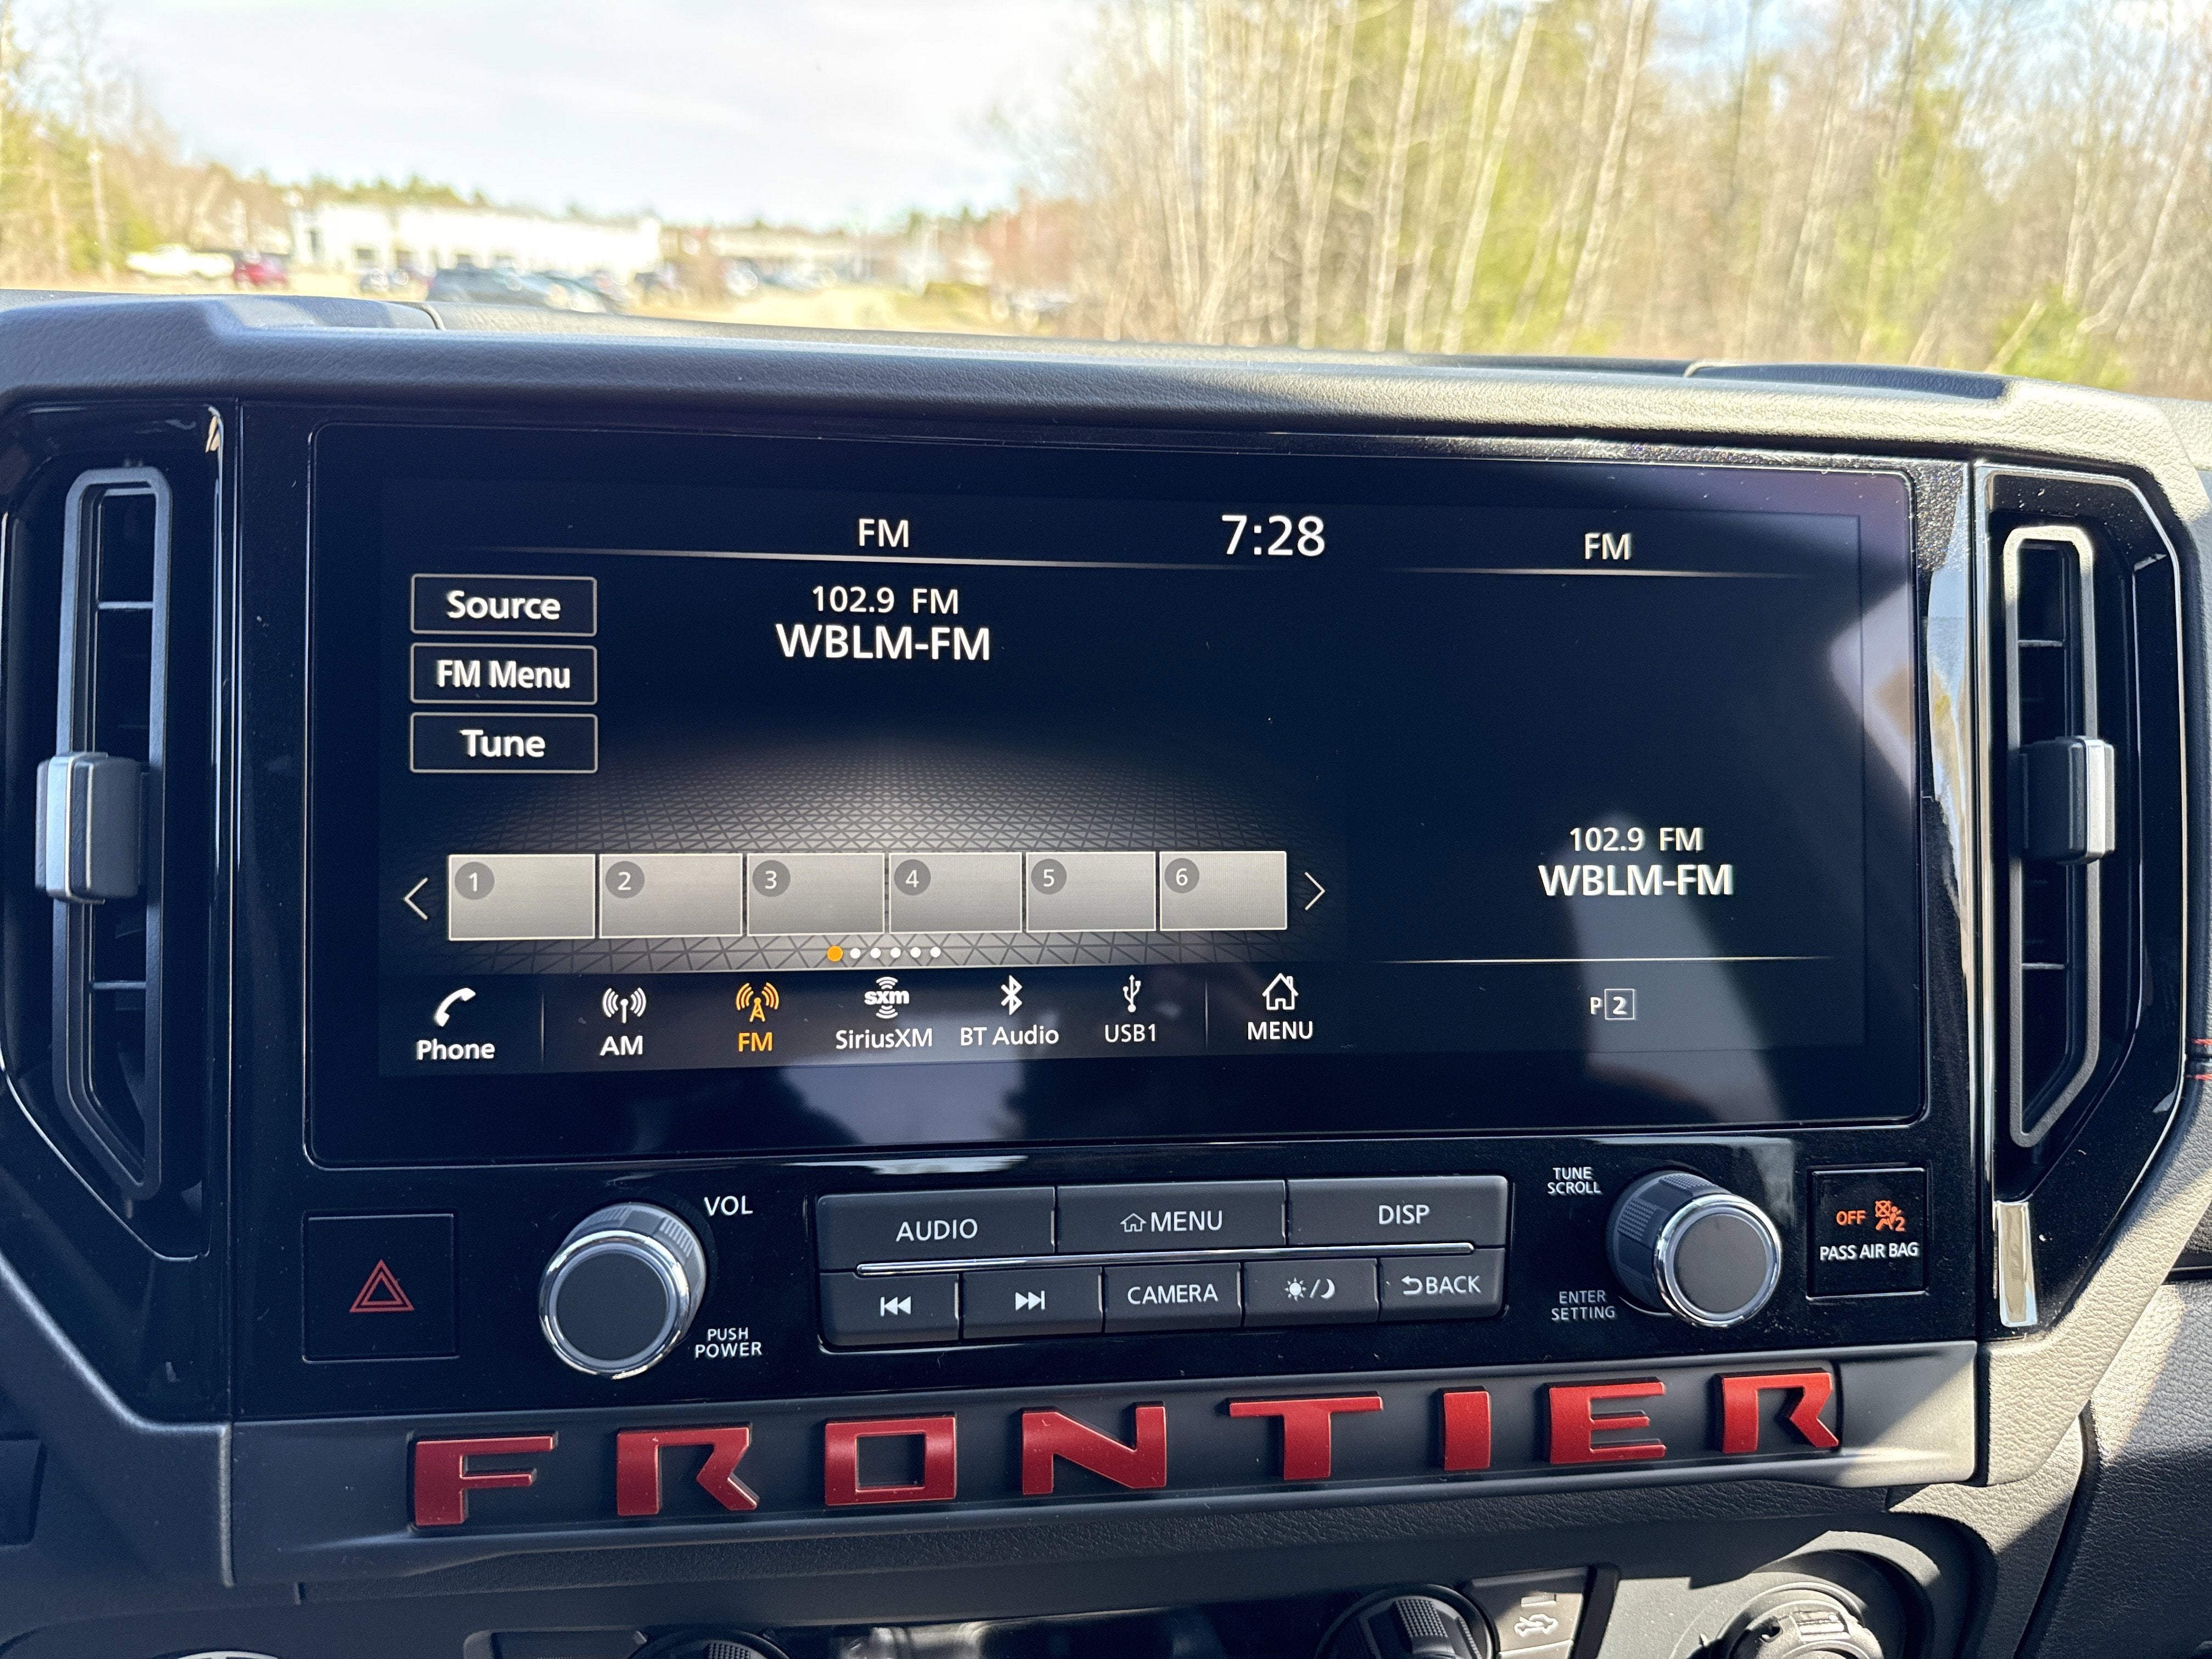 FM
7:28
FM
Source
FM Menu
Tune
102.9 FM
WBLM-FM
1
2
3
4
5
6
102.9 FM
WBLM-FM
Phone
AM
FM
sxm
SiriusXM
BT Audio
USB1
MENU
P 2
VOL
PUSH
POWER
AUDIO
MENU
DISP
CAMERA
BACK
TUNE
SCROLL
ENTER
SETTING
OFF 2
PASS AIR BAG
FRONTIER